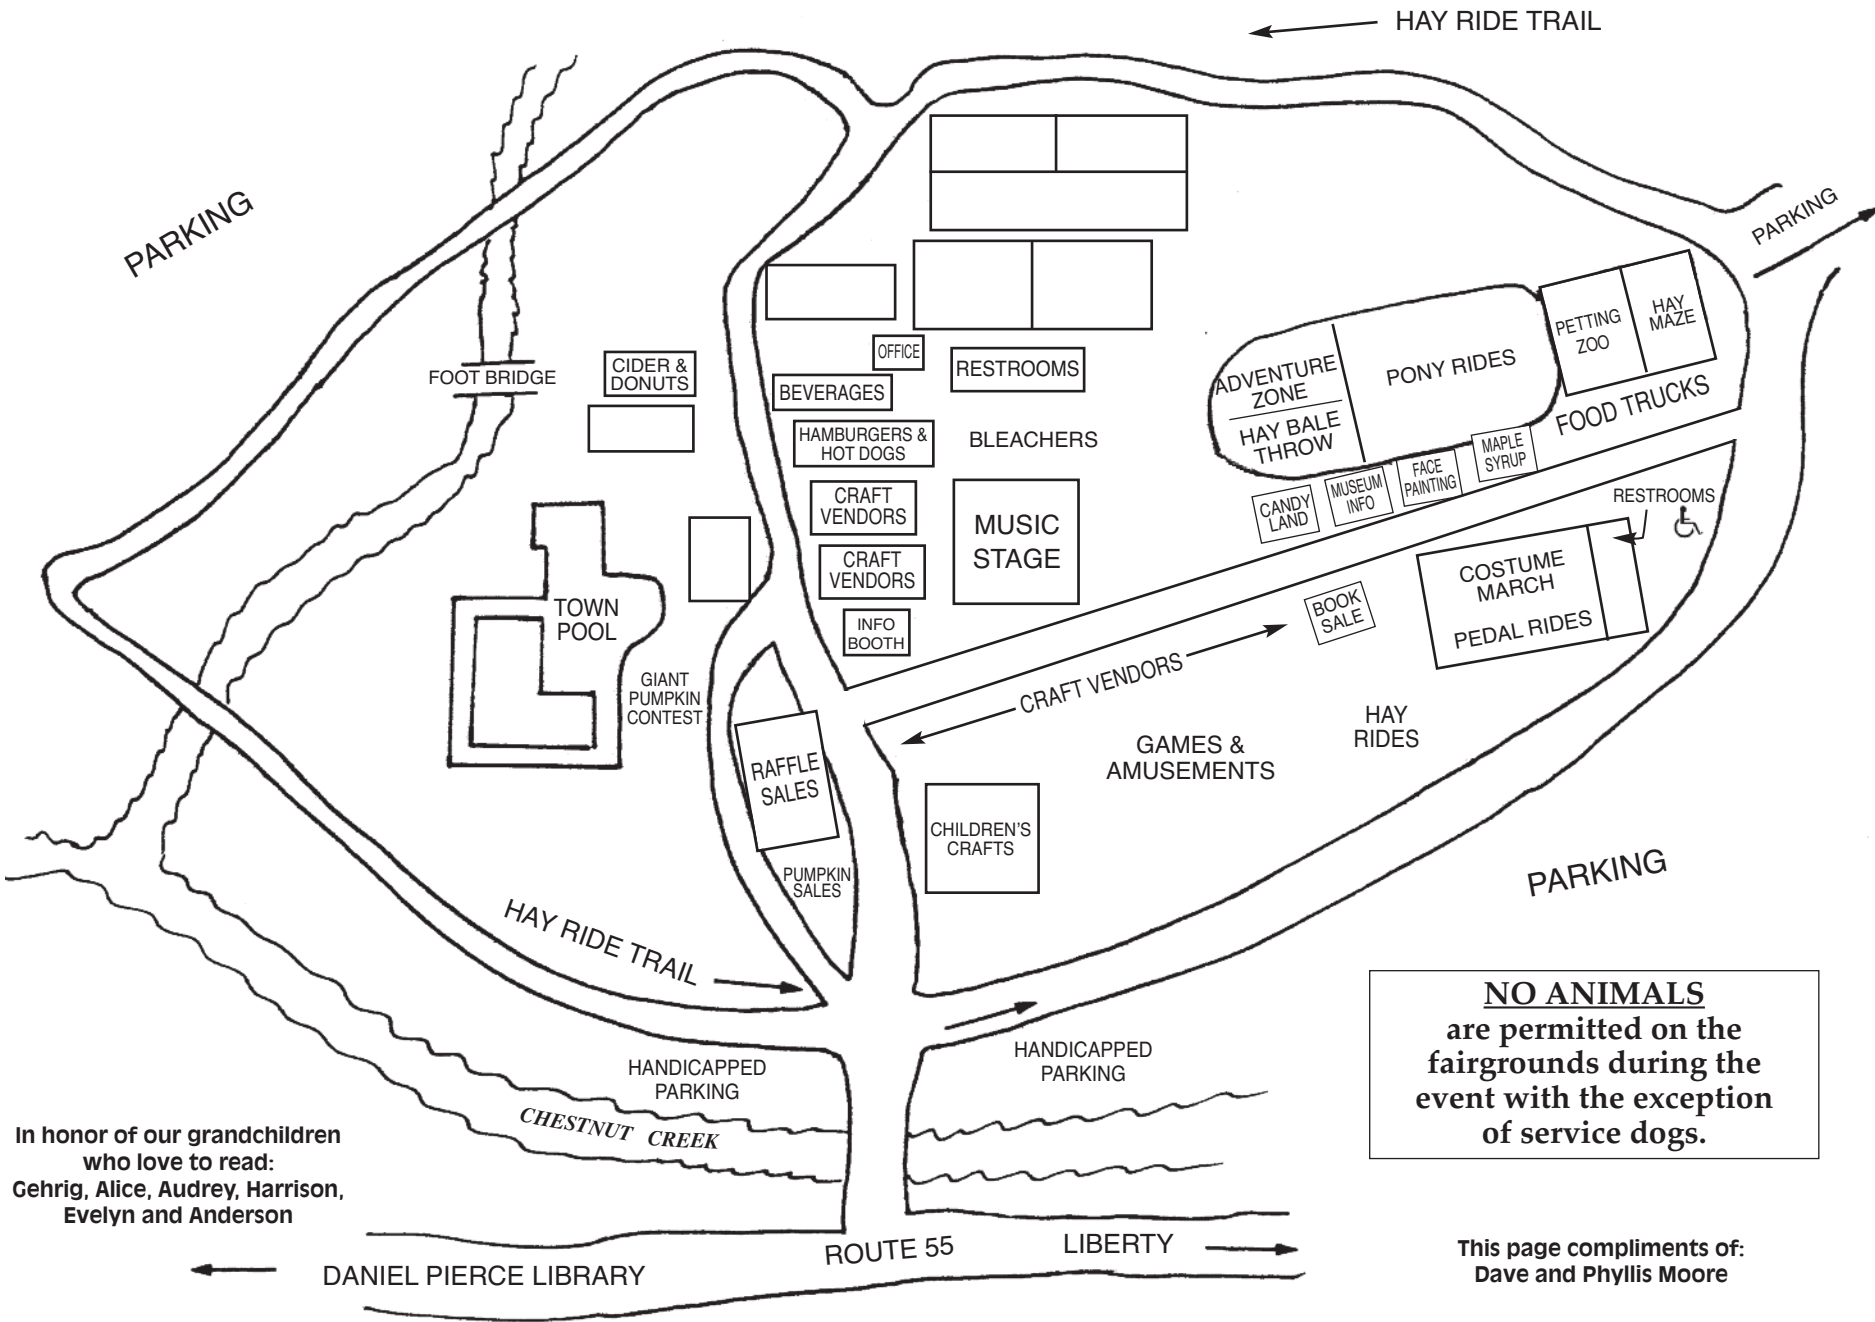 HAY RIDE TRAIL
PARKING
PARKING
FOOT BRIDGE
CIDER &
DONUTS
OFFICE
RESTROOMS
BEVERAGES
HAMBURGERS &
HOT DOGS
BLEACHERS
CRAFT
VENDORS
CRAFT
VENDORS
INFO
BOOTH
MUSIC
STAGE
ADVENTURE
ZONE
HAY BALE
THROW
PONY RIDES
PETTING
ZOO
HAY
MAZE
FOOD TRUCKS
CANDY
LAND
MUSEUM
INFO
FACE
PAINTING
MAPLE
SYRUP
RESTROOMS
COSTUME
MARCH
PEDAL RIDES
BOOK
SALE
CRAFT VENDORS
TOWN
POOL
GIANT
PUMPKIN
CONTEST
RAFFLE
SALES
PUMPKIN
SALES
GAMES &
AMUSEMENTS
HAY
RIDES
CHILDREN'S
CRAFTS
PARKING
HAY RIDE TRAIL
HANDICAPPED
PARKING
HANDICAPPED
PARKING
CHESTNUT CREEK
NO ANIMALS
are permitted on the
fairgrounds during the
event with the exception
of service dogs.
In honor of our grandchildren
who love to read:
Gehrig, Alice, Audrey, Harrison,
Evelyn and Anderson
ROUTE 55
LIBERTY
DANIEL PIERCE LIBRARY
This page compliments of:
Dave and Phyllis Moore